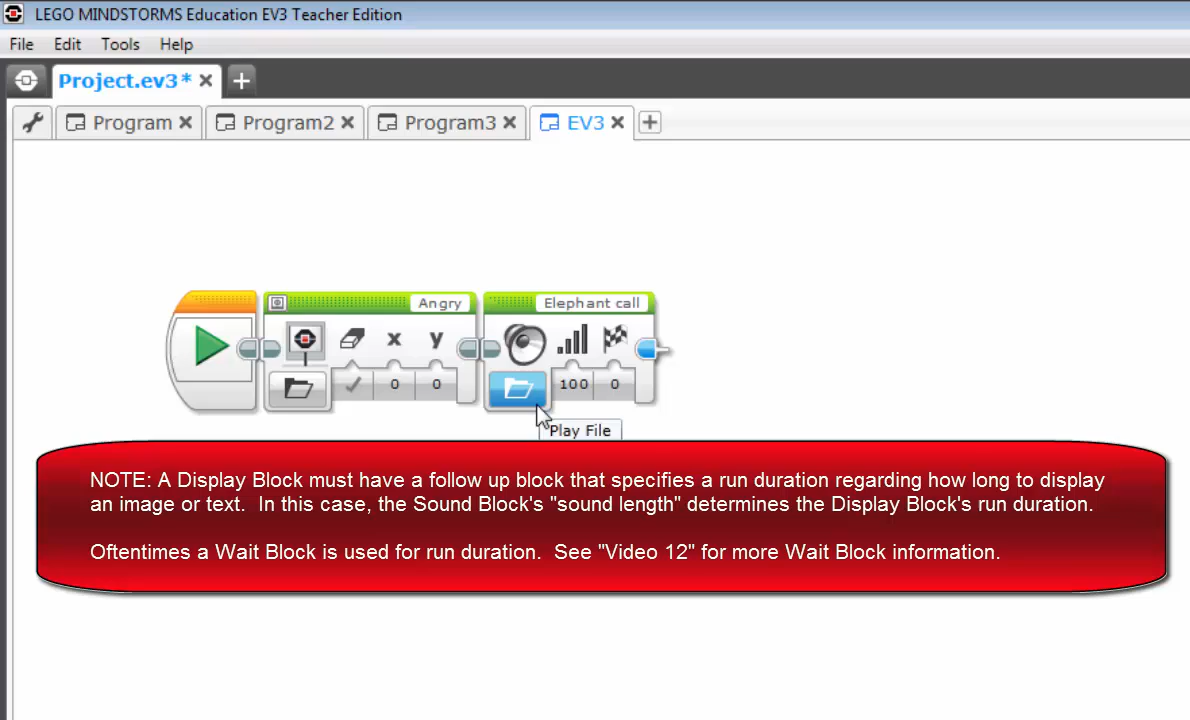 LEGO MINDSTORMS Education EV3 Teacher Edition
File Edit Tools Help
Project.ev3*
Program Program2 Program3 EV3
Angry Elephant call
x y
0 0 100 0
Play File
NOTE: A Display Block must have a follow up block that specifies a run duration regarding how long to display
an image or text. In this case, the Sound Block's "sound length" determines the Display Block's run duration.
Oftentimes a Wait Block is used for run duration. See "Video 12" for more Wait Block information.